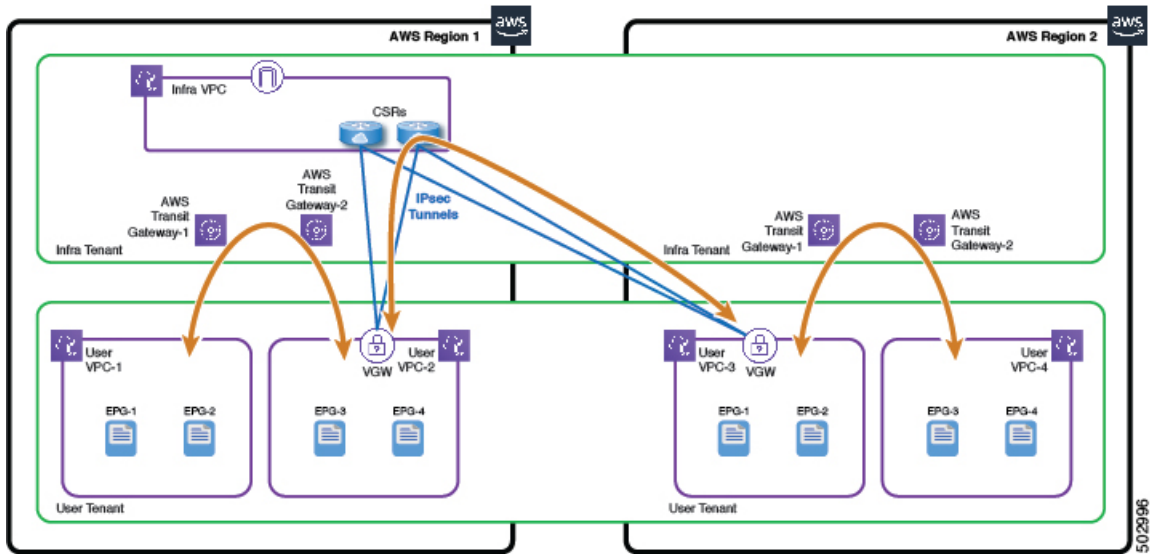 aws
AWS Region 1
aws
AWS Region 2
Infra VPC
CSRs
AWS
Transit
Gateway-1
AWS
Transit
Gateway-2
IPsec
Tunnels
Infra Tenant
Infra Tenant
AWS
Transit
Gateway-1
AWS
Transit
Gateway-2
User
VPC-1
VGW
User
VPC-2
User
VPC-3
VGW
User
VPC-4
EPG-1
EPG-2
EPG-3
EPG-4
EPG-1
EPG-2
EPG-3
EPG-4
User Tenant
User Tenant
502996